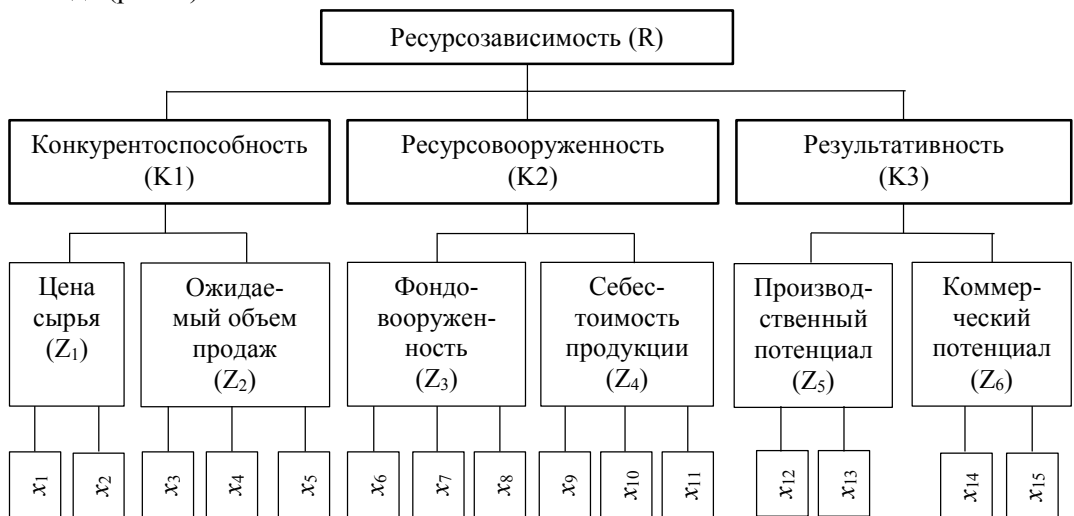 Ресурсозависимость (R)
Конкурентоспособность
(K1)
Ресурсовооруженность
(K2)
Результативность
(K3)
Цена
сырья
(Z₁)
Ожидае-
мый объем
продаж
(Z₂)
Фондо-
вооружен-
ность
(Z₃)
Себес-
тоимость
продукции
(Z₄)
Производ-
ственный
потенциал
(Z₅)
Коммер-
ческий
потенциал
(Z₆)
x₁
x₂
x₃
x₄
x₅
x₆
x₇
x₈
x₉
x₁₀
x₁₁
x₁₂
x₁₃
x₁₄
x₁₅